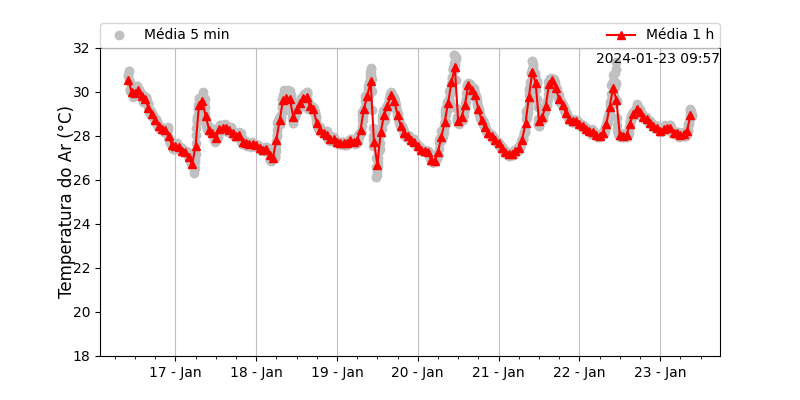 Média 5 min
Média 1 h
2024-01-23 09:57
Temperatura do Ar (°C)
32
30
28
26
24
22
20
18
17 - Jan
18 - Jan
19 - Jan
20 - Jan
21 - Jan
22 - Jan
23 - Jan